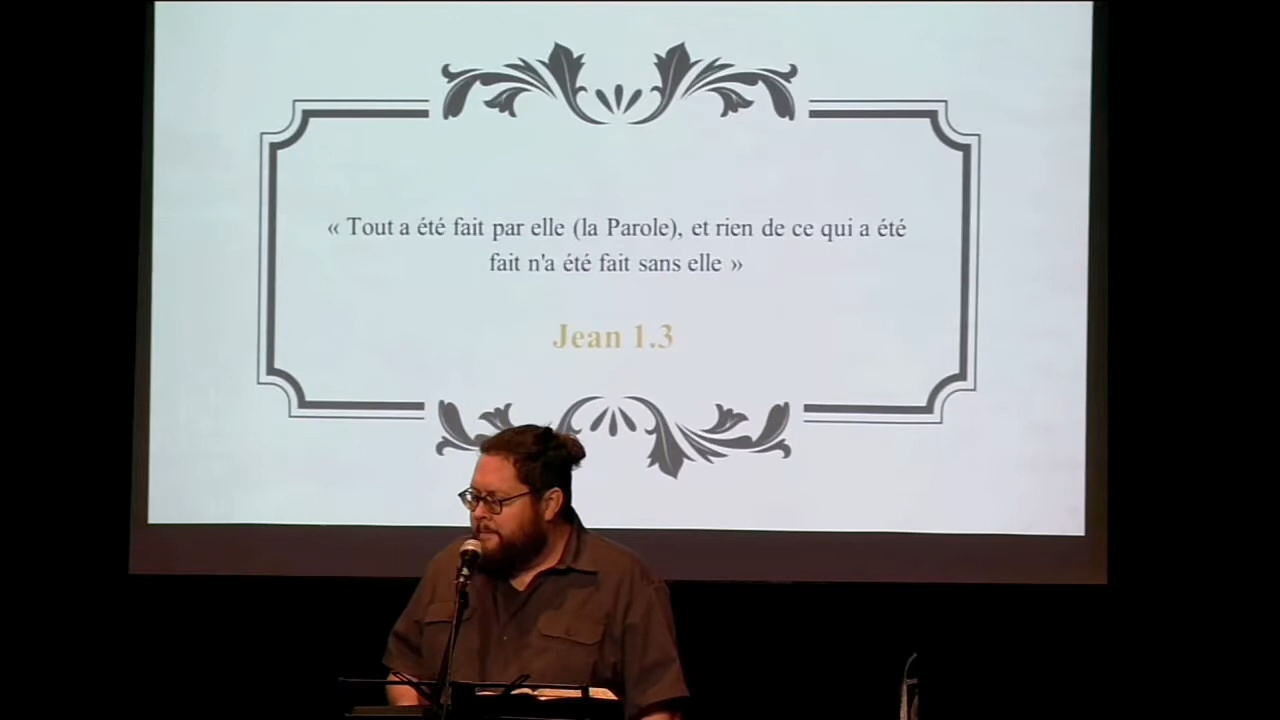 « Tout a été fait par elle (la Parole), et rien de ce qui a été
fait n'a été fait sans elle »
Jean 1.3